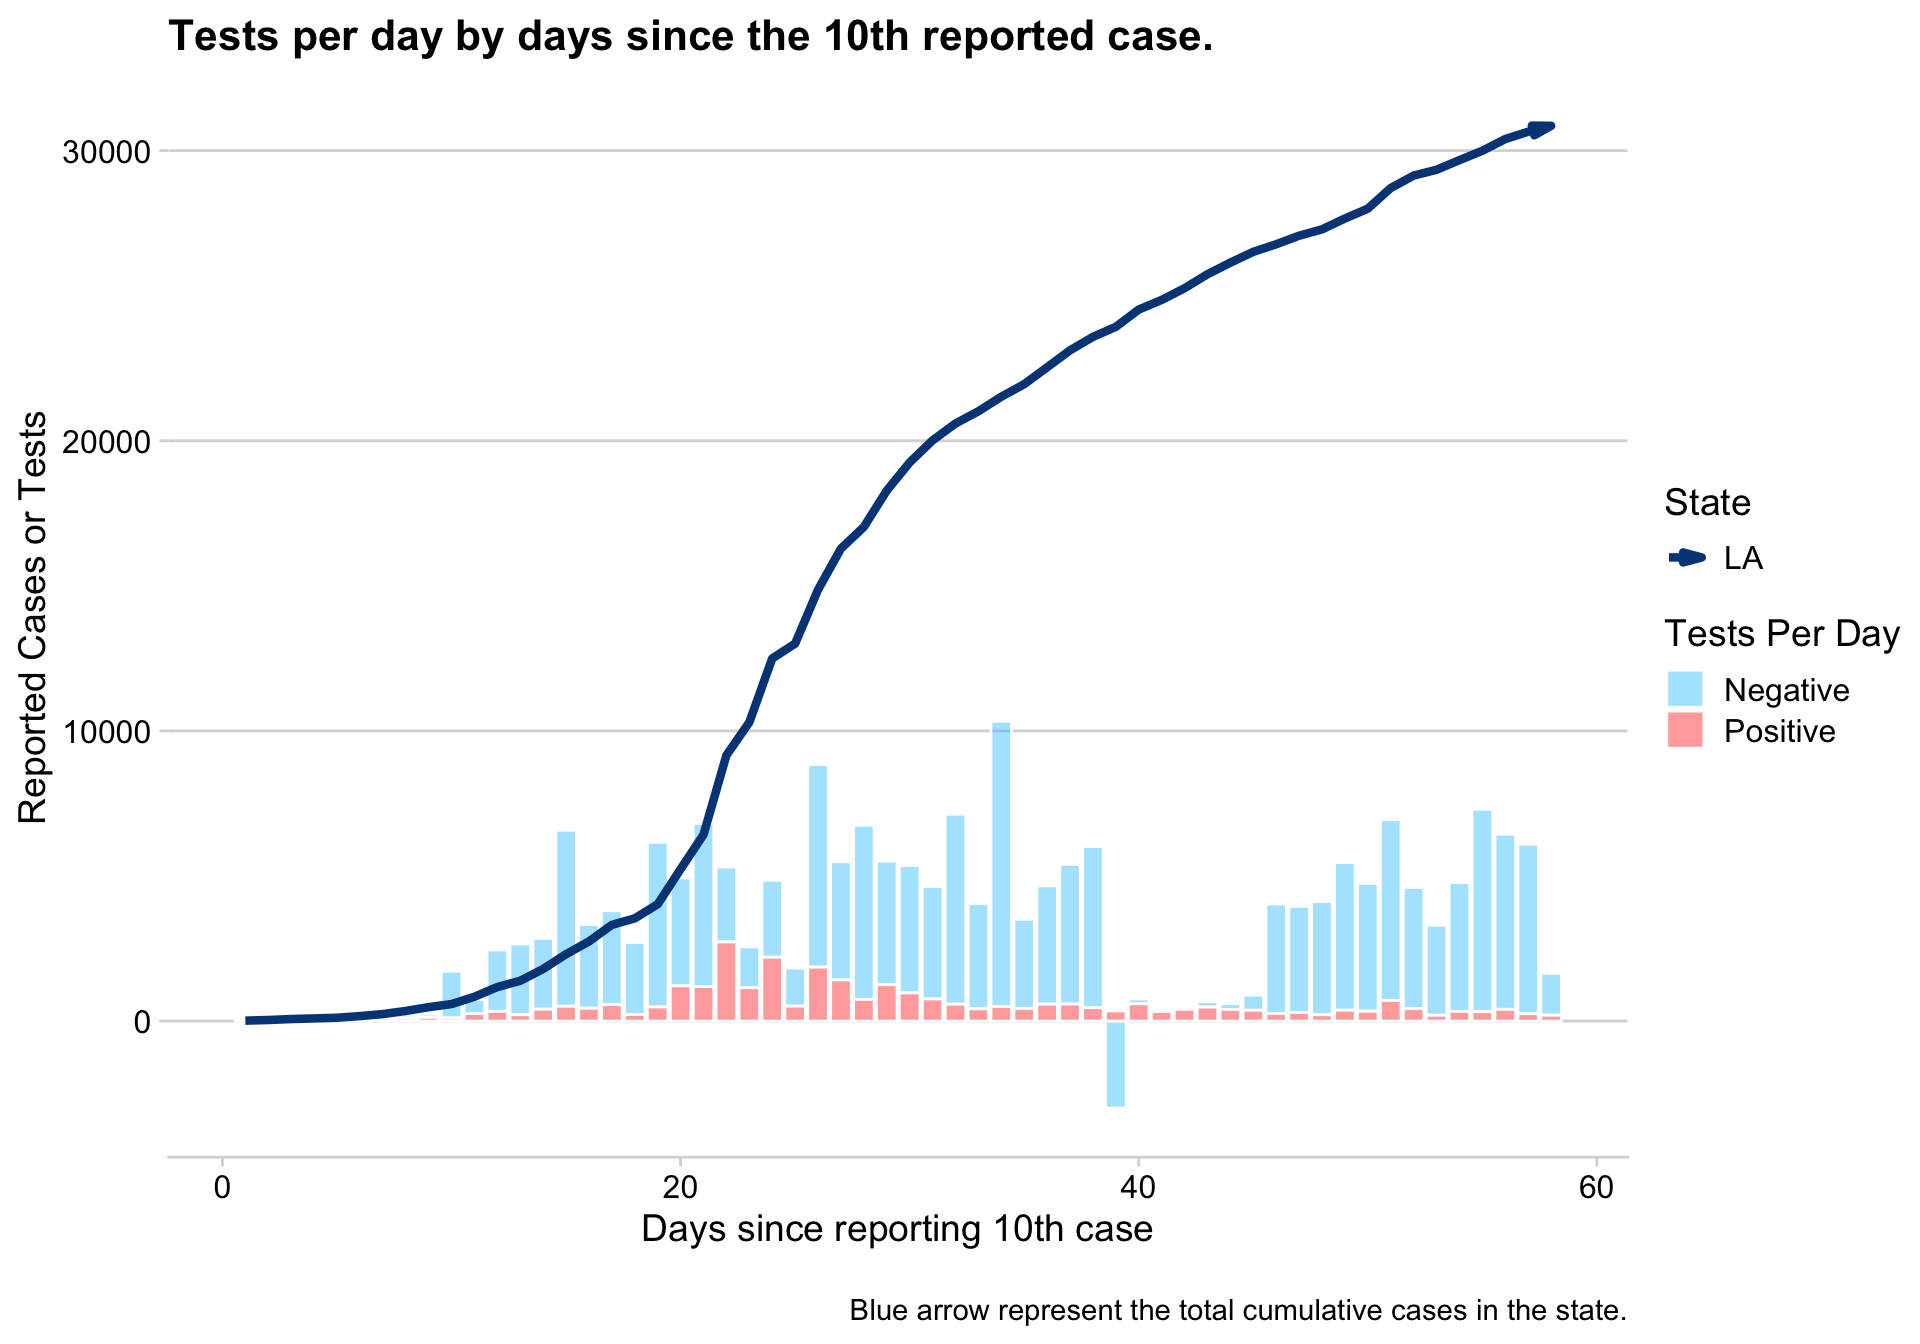 Tests per day by days since the 10th reported case.
30000
20000
10000
0
Reported Cases or Tests
0
20
40
60
Days since reporting 10th case
State
LA
Tests Per Day
Negative
Positive
Blue arrow represent the total cumulative cases in the state.